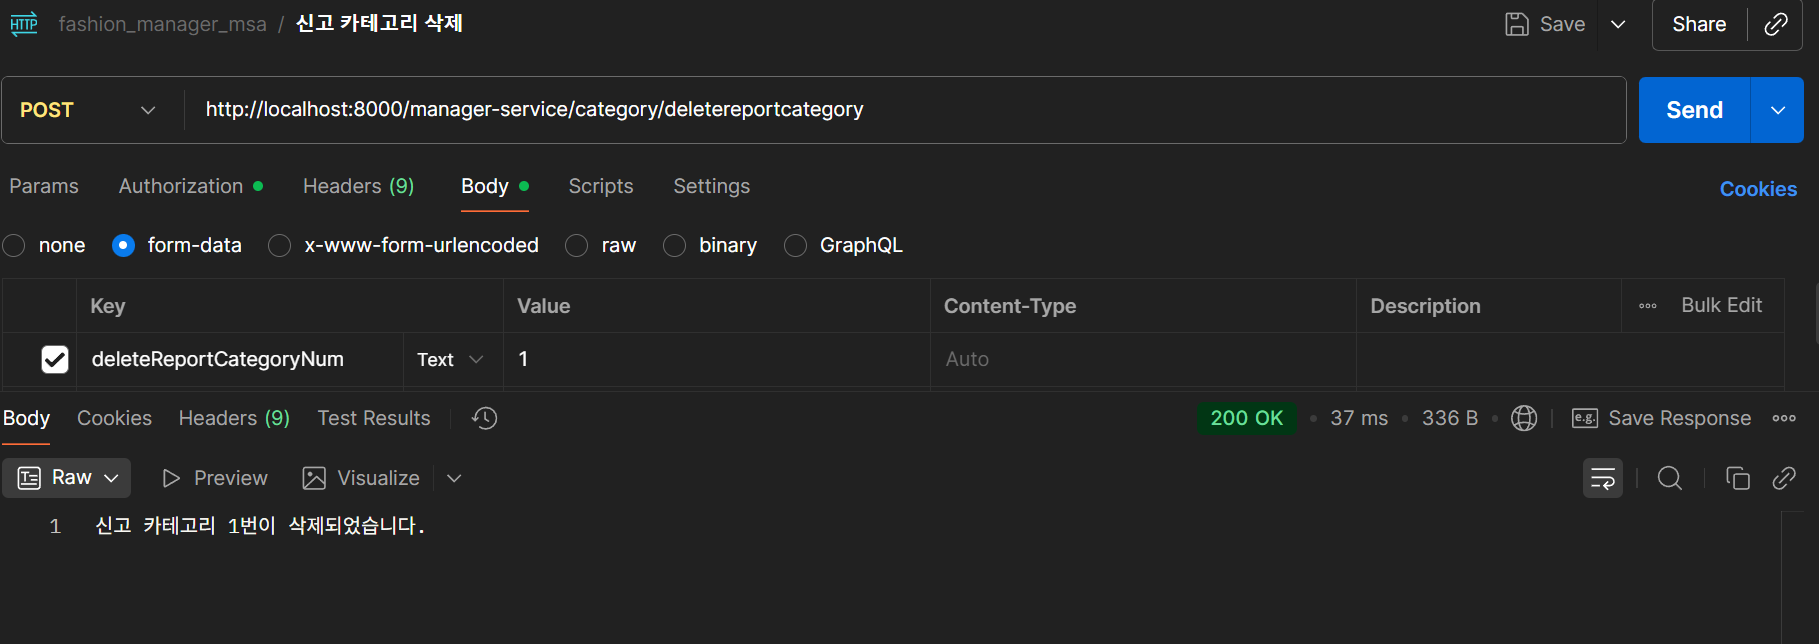 HTTP fashion_manager_msa / 신고 카테고리 삭제 Save Share
POST http://localhost:8000/manager-service/category/deletereportcategory Send
Params Authorization Headers (9) Body Scripts Settings Cookies
none form-data x-www-form-urlencoded raw binary GraphQL
Key Value Content-Type Description Bulk Edit
deleteReportCategoryNum Text 1 Auto
Body Cookies Headers (9) Test Results 200 OK • 37 ms • 336 B • e.g. Save Response
Raw Preview Visualize
1 신고 카테고리 1번이 삭제되었습니다.